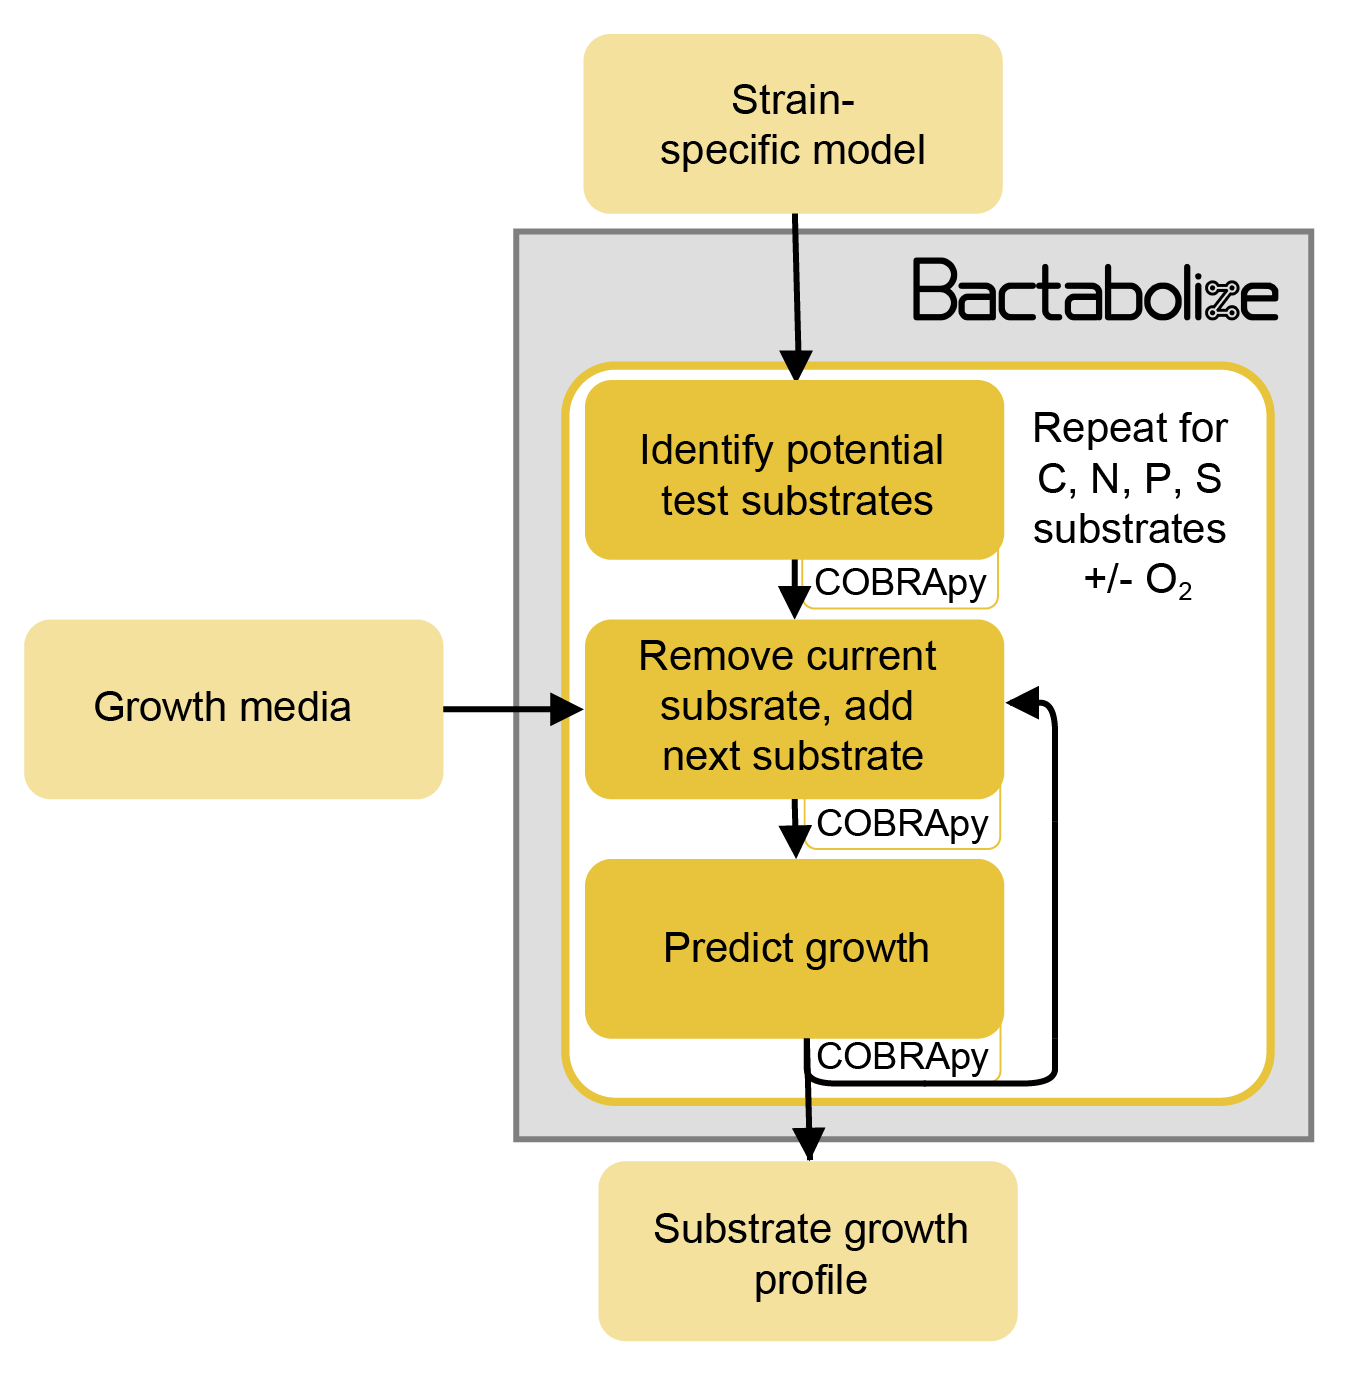 Strain-
specific model
Bactabolize
Identify potential
test substrates
Repeat for
C, N, P, S
substrates
+/- O₂
COBRApy
Growth media
Remove current
subsrate, add
next substrate
COBRApy
Predict growth
COBRApy
Substrate growth
profile